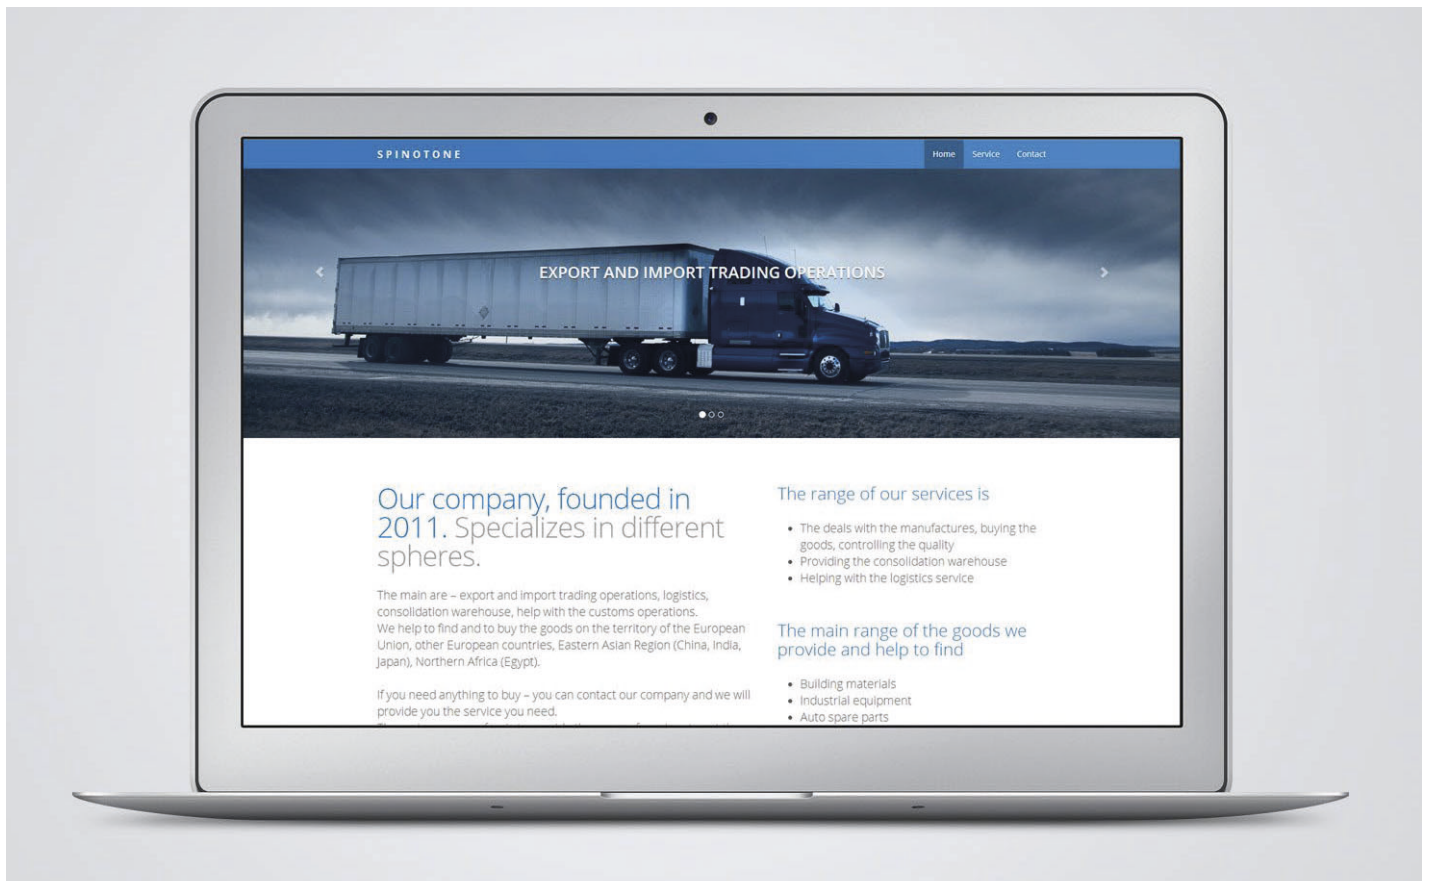 SPINOTONE
Home Service Contact
EXPORT AND IMPORT TRADING OPERATIONS
Our company, founded in
2011. Specializes in different
spheres.
The main are – export and import trading operations, logistics,
consolidation warehouse, help with the customs operations.
We help to find and to buy the goods on the territory of the European
Union, other European countries, Eastern Asian Region (China, India,
Japan), Northern Africa (Egypt).
If you need anything to buy – you can contact our company and we will
provide you the service you need.
The range of our services is
The deals with the manufactures, buying the
goods, controlling the quality
Providing the consolidation warehouse
Helping with the logistics service
The main range of the goods we
provide and help to find
Building materials
Industrial equipment
Auto spare parts